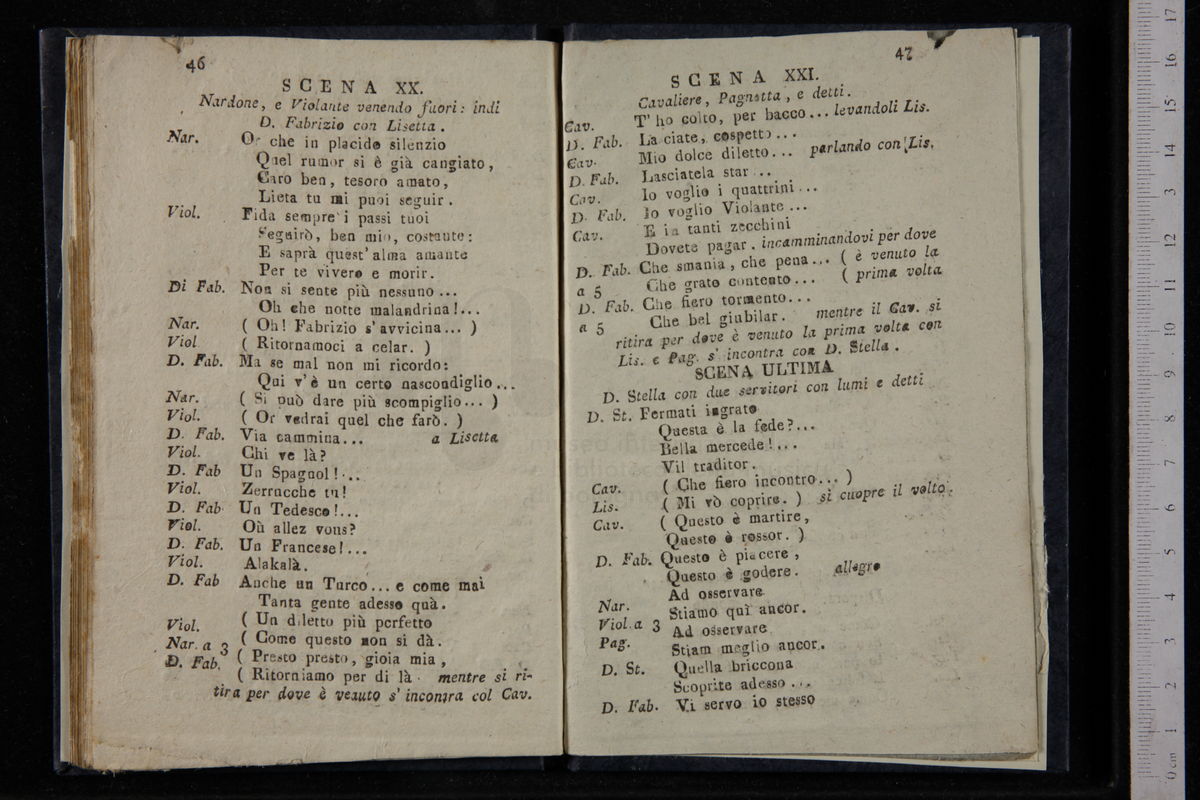 46
SCENA XX.
Nardone, e Violante venendo fuori: indi
D. Fabrizio con Lisetta.
Nar. Or che in placido silenzio
Quel rumor si è già cangiato,
Caro ben, tesoro amato,
Lieta tu mi puoi seguir.
Viol. Fida sempre i passi tuoi
Seguirò, ben mio, costante:
E saprà quest' alma amante
Per te vivere e morir.
Di Fab. Non si sente più nessuno...
Oh che notte malandrina!...
Nar. ( Oh! Fabrizio s' avvicina... )
Viol ( Ritornamoci a celar. )
D. Fab. Ma se mal non mi ricordo:
Qui v'è un certo nascondiglio...
Nar. ( Si può dare più scompiglio... )
Viol. ( Or vedrai quel che farò. )
D. Fab. Via cammina... a Lisetta
Viol. Chi ve là?
D. Fab Un Spagnol!...
Viol. Zerracche tu!
D. Fab Un Tedesco!...
Viol. Où allez vons?
D. Fab. Un Francese!...
Viol. Alakalà.
D. Fab Anche un Turco... e come mai
Tanta gente adesso quà.
Viol. ( Un diletto più perfetto
Nar. a 3 ( Come questo non si dà.
D. Fab. ( Presto presto, gioia mia,
( Ritorniamo per di là. mentre si ri-
tira per dove è venuto s' incontra col Cav.
47
SCENA XXI.
Cavaliere, Pagnotta, e detti.
Cav. T' ho colto, per bacco... levandoli Lis.
D. Fab. La ciate, cospetto...
Cav. Mio dolce diletto... parlando con Lis.
D. Fab. Lasciatela star...
Cav. Io voglio i quattrini...
D. Fab. Io voglio Violante...
Cav. E in tanti zecchini
Dovete pagar. incamminandovi per dove
D. Fab. Che smania, che pena... ( è venuto la
a 5 Che grato contento... ( prima volta
D. Fab. Che fiero tormento...
a 5 Che bel giubilar. mentre il Cav. si
ritira per dove è venuto la prima volta con
Lis. e Pag. s' incontra con D. Stella.
SCENA ULTIMA
D. Stella con due servitori con lumi e detti
D. St. Fermati ingrato
Questa è la fede?...
Bella mercede!...
Vil traditor.
Cav. ( Che fiero incontro... )
Lis. ( Mi vò coprire. ) si cuopre il volto.
Cav. ( Questo è martire,
Questo è rossor. )
D. Fab. Questo è piacere,
Questo è godere. allegro
Ad osservare
Nar. Stiamo quì ancor.
Viol. a 3 Ad osservare
Pag. Stiam meglio ancor.
D. St. Quella briccona
Scoprite adesso...
D. Fab. Vi servo io stesso